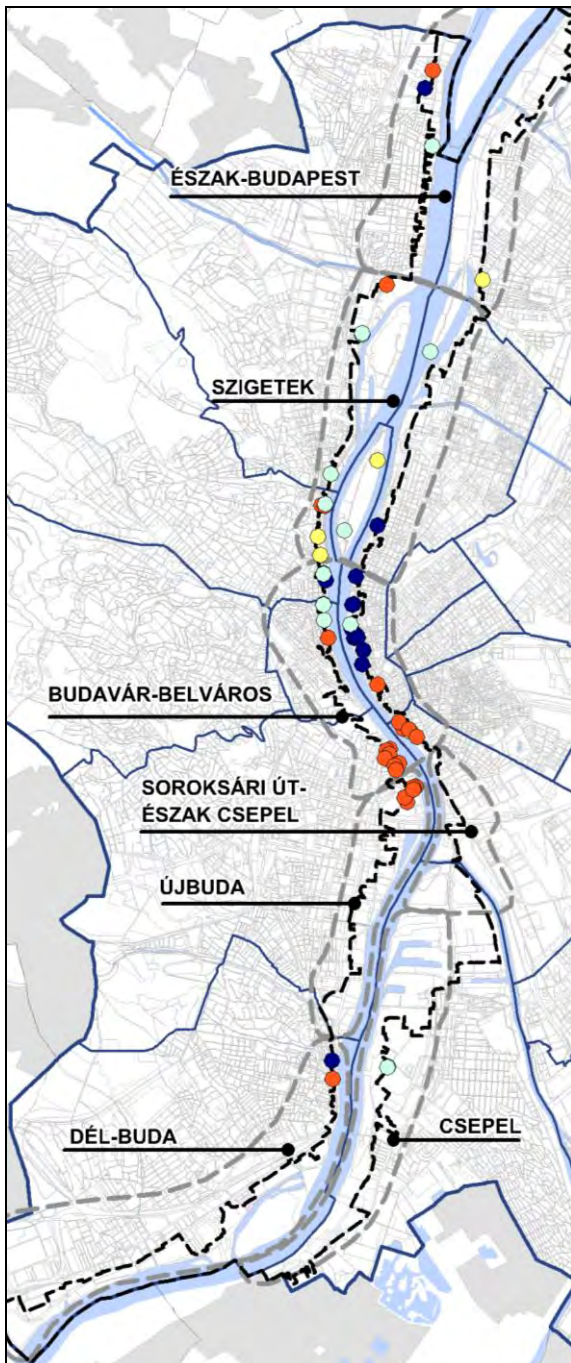 ÉSZAK-BUDAPEST
SZIGETEK
BUDAVÁR-BELVÁROS
SOROKSÁRI ÚT-
ÉSZAK CSEPEL
ÚJBUDA
DÉL-BUDA
CSEPEL